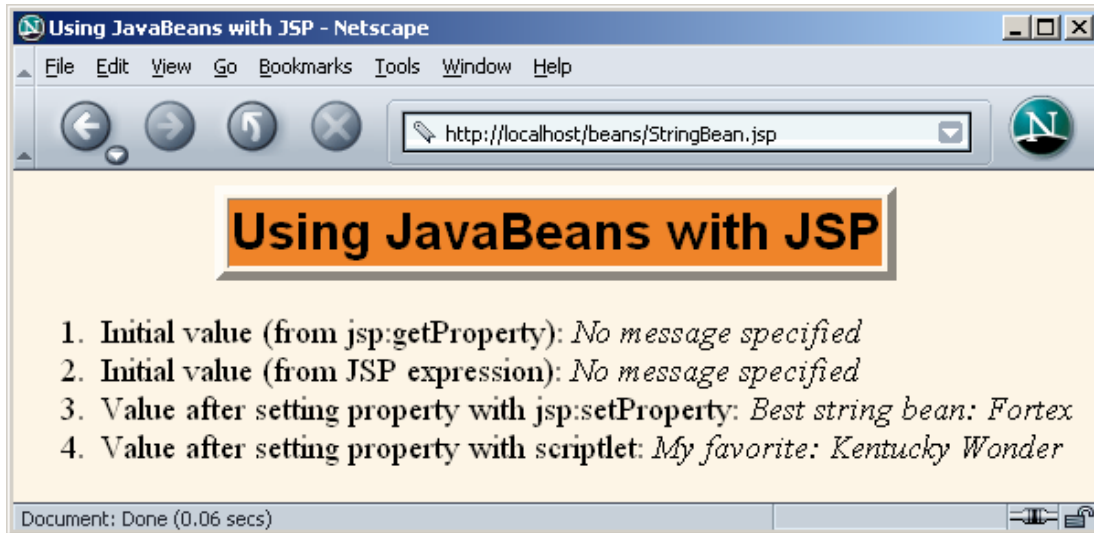 Using JavaBeans with JSP - Netscape
File Edit View Go Bookmarks Tools Window Help
http://localhost/beans/StringBean.jsp
N
Using JavaBeans with JSP
1. Initial value (from jsp:getProperty): No message specified
2. Initial value (from JSP expression): No message specified
3. Value after setting property with jsp:setProperty: Best string bean: Fortex
4. Value after setting property with scriptlet: My favorite: Kentucky Wonder
Document: Done (0.06 secs)